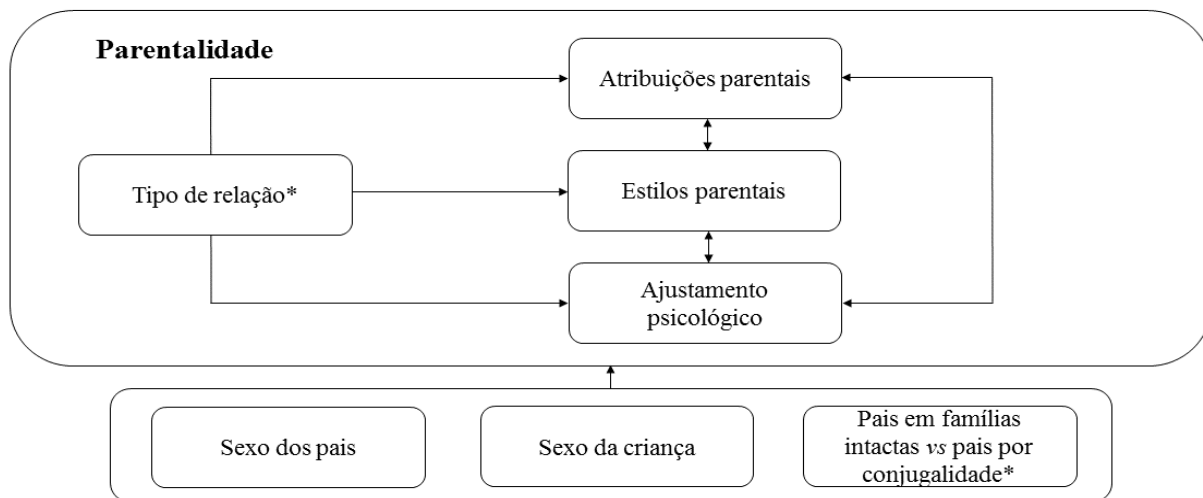 Parentalidade
Atribuições parentais
Tipo de relação*
Estilos parentais
Ajustamento
psicológico
Sexo dos pais
Sexo da criança
Pais em famílias
intactas vs pais por
conjugalidade*